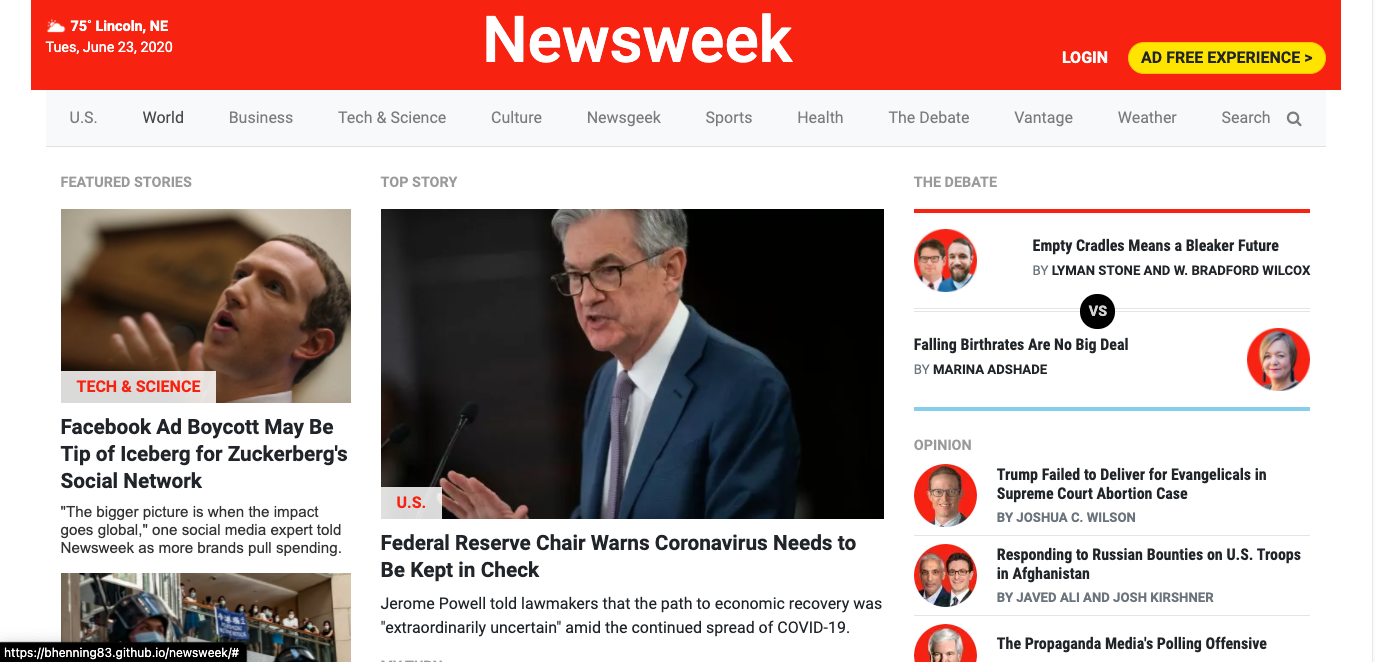 75° Lincoln, NE
Tues, June 23, 2020
Newsweek
LOGIN
AD FREE EXPERIENCE >
U.S. World Business Tech & Science Culture Newsgeek Sports Health The Debate Vantage Weather Search
FEATURED STORIES
TECH & SCIENCE
Facebook Ad Boycott May Be
Tip of Iceberg for Zuckerberg's
Social Network
"The bigger picture is when the impact
goes global," one social media expert told
Newsweek as more brands pull spending.
TOP STORY
U.S.
Federal Reserve Chair Warns Coronavirus Needs to
Be Kept in Check
Jerome Powell told lawmakers that the path to economic recovery was
"extraordinarily uncertain" amid the continued spread of COVID-19.
MY TURN
THE DEBATE
Empty Cradles Means a Bleaker Future
BY LYMAN STONE AND W. BRADFORD WILCOX
VS
Falling Birthrates Are No Big Deal
BY MARINA ADSHADE
OPINION
Trump Failed to Deliver for Evangelicals in
Supreme Court Abortion Case
BY JOSHUA C. WILSON
Responding to Russian Bounties on U.S. Troops
in Afghanistan
BY JAVED ALI AND JOSH KIRSHNER
The Propaganda Media's Polling Offensive
https://bhenning83.github.io/newsweek/#